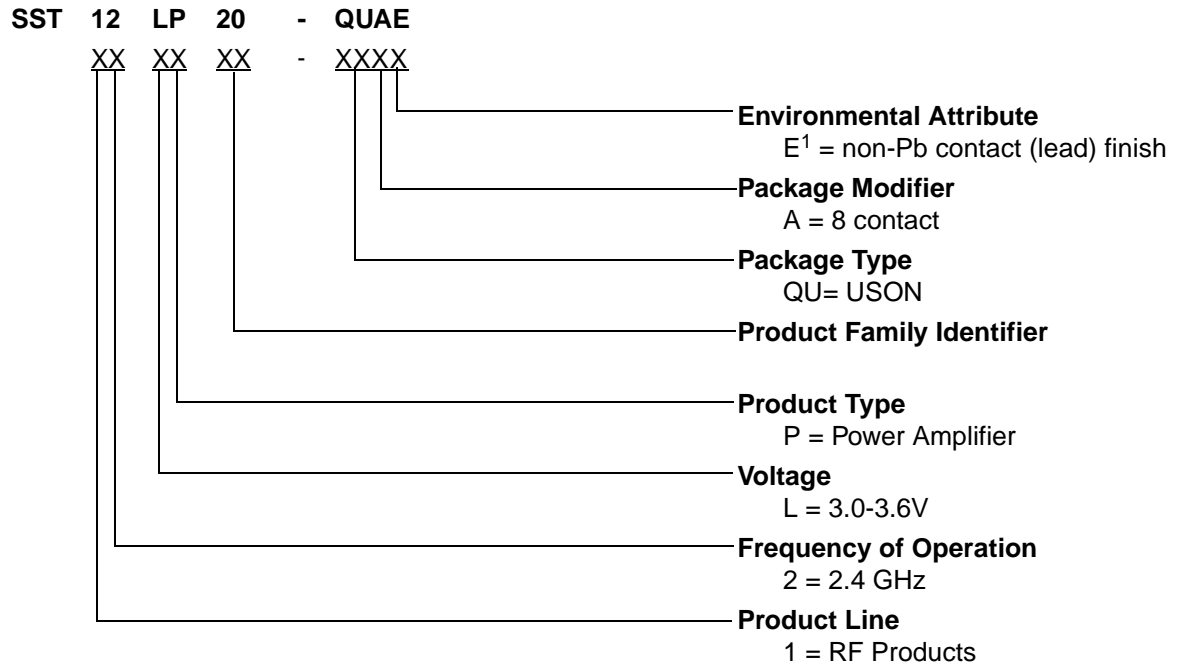 SST 12 LP 20 - QUAE
XX XX XX - XXXX
Environmental Attribute
E1 = non-Pb contact (lead) finish
Package Modifier
A = 8 contact
Package Type
QU= USON
Product Family Identifier
Product Type
P = Power Amplifier
Voltage
L = 3.0-3.6V
Frequency of Operation
2 = 2.4 GHz
Product Line
1 = RF Products